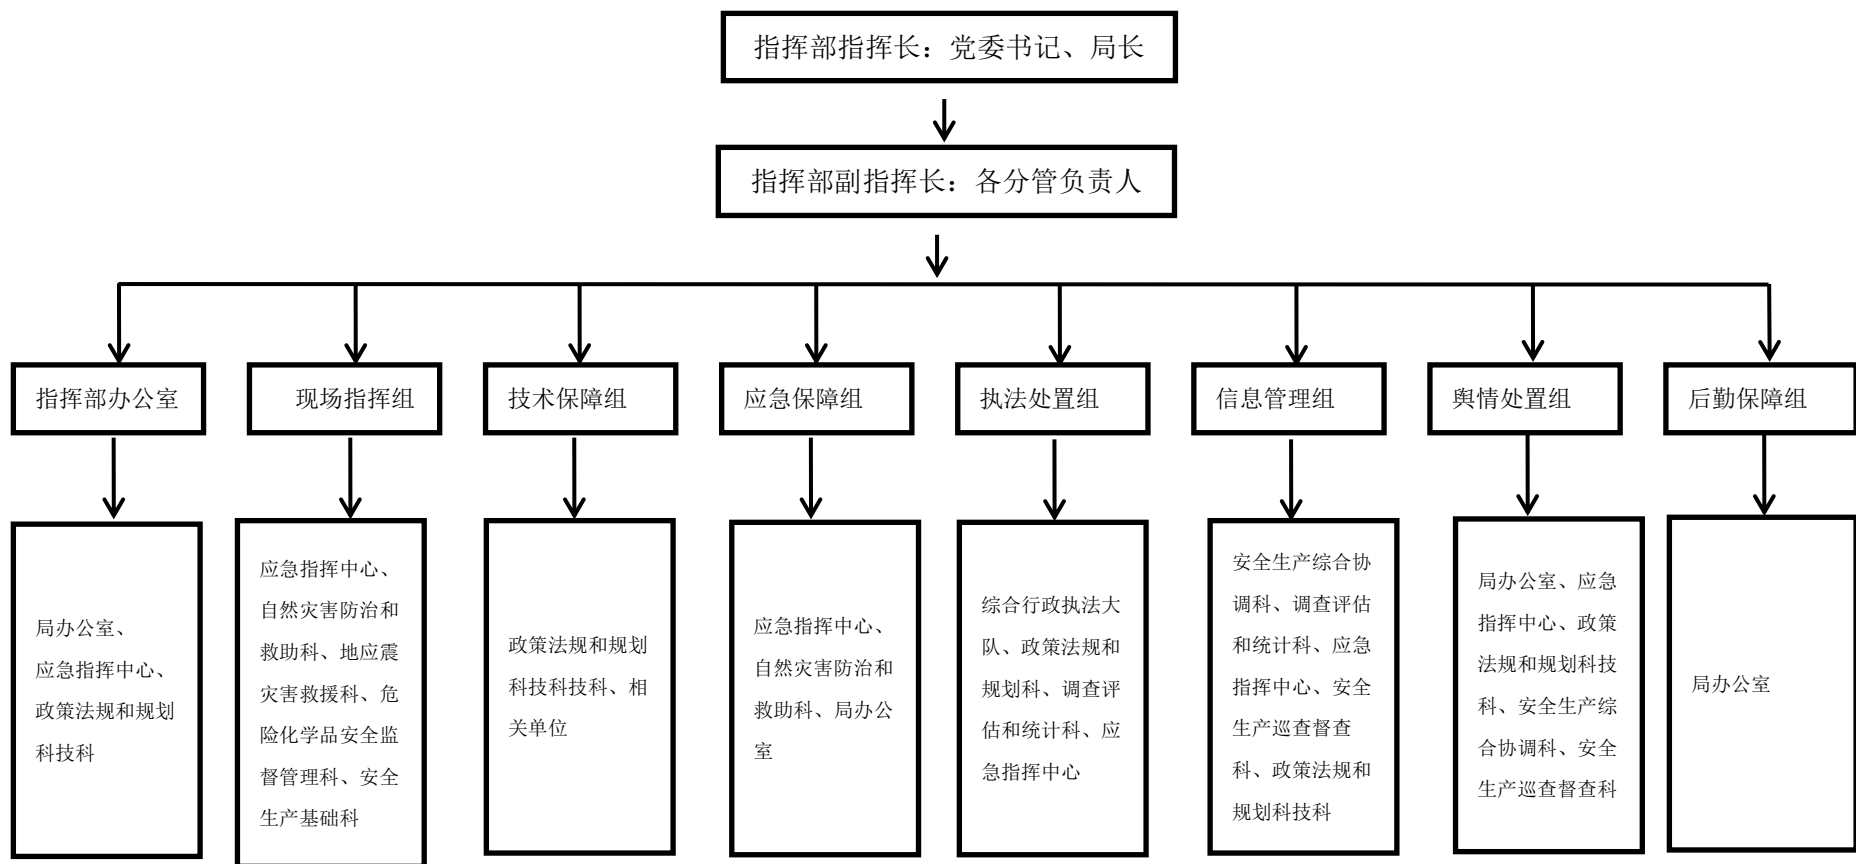 指挥部指挥长：党委书记、局长
指挥部副指挥长：各分管负责人
指挥部办公室
现场指挥组
技术保障组
应急保障组
执法处置组
信息管理组
舆情处置组
后勤保障组
局办公室、
应急指挥中心、
政策法规和规划
科技科
应急指挥中心、
自然灾害防治和
救助科、地应震
灾害救援科、危
险化学品安全监
督管理科、安全
生产基础科
政策法规和规划
科技科技科、相
关单位
应急指挥中心、
自然灾害防治和
救助科、局办公
室
综合行政执法大
队、政策法规和
规划科、调查评
估和统计科、应
急指挥中心
安全生产综合协
调科、调查评估
和统计科、应急
指挥中心、安全
生产巡查督查
科、政策法规和
规划科技科
局办公室、应急
指挥中心、政策
法规和规划科技
科、安全生产综
合协调科、安全
生产巡查督查科
局办公室